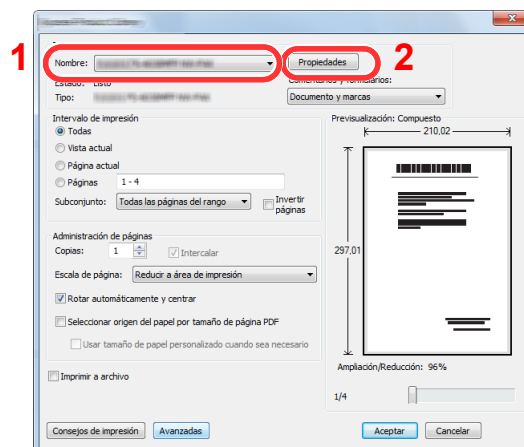 1
2
Nombre:
Propiedades
Estado: Listo
Comentarios y formularios:
Tipo:
Documento y marcas
Intervalo de impresión
Todas
Vista actual
Página actual
Páginas 1 - 4
Subconjunto: Todas las páginas del rango
Invertir
páginas
Administración de páginas
Copias: 1
Intercalar
Escala de página: Reducir a área de impresión
Rotar automáticamente y centrar
Seleccionar origen del papel por tamaño de página PDF
Usar tamaño de papel personalizado cuando sea necesario
Imprimir a archivo
Previsualización: Compuesto
210,02
297,01
Ampliación/Reducción: 96%
1/4
Consejos de impresión
Avanzadas
Aceptar
Cancelar